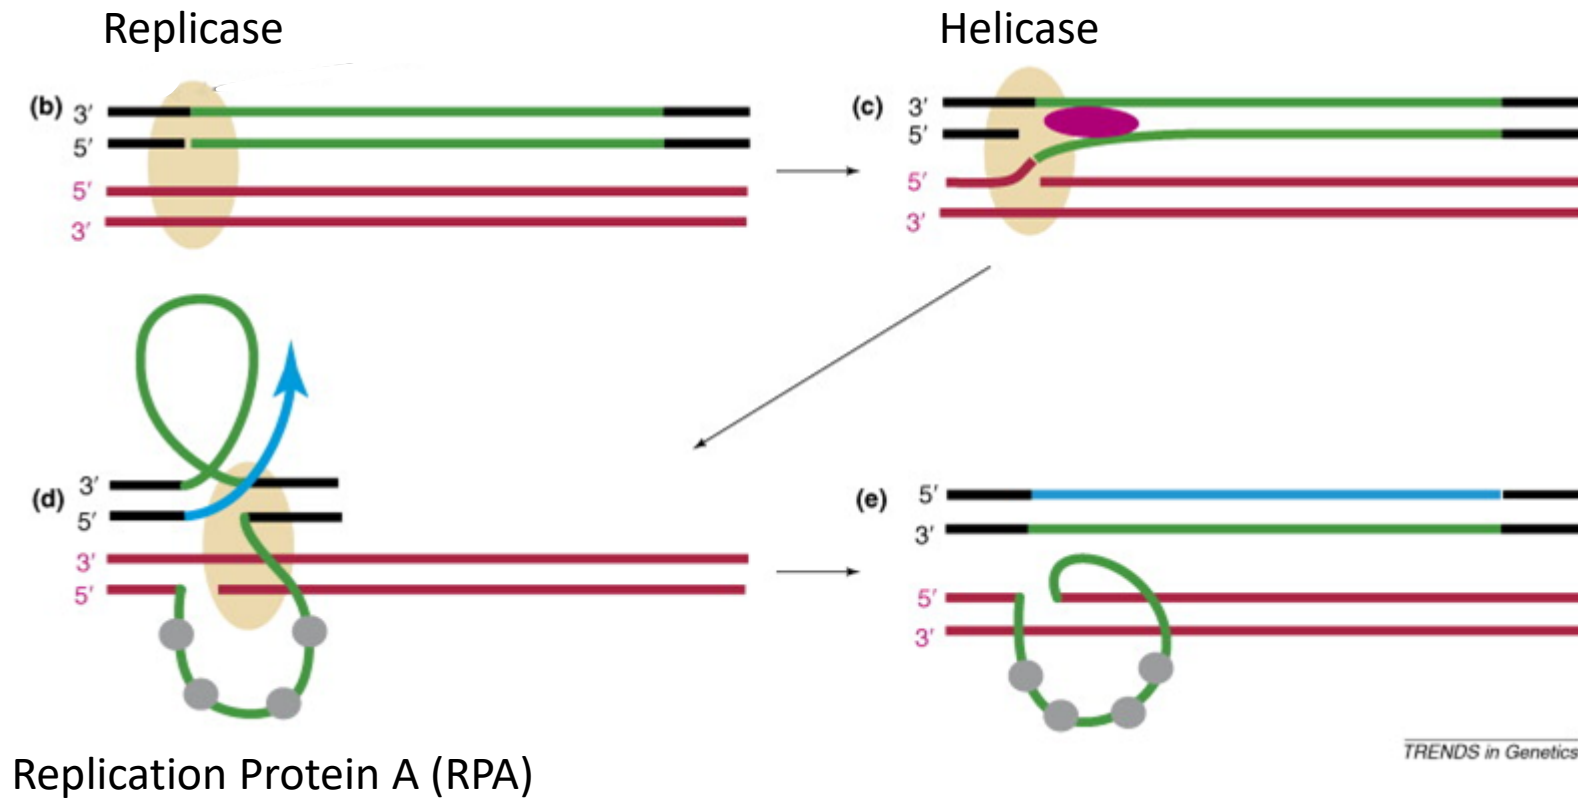 Replicase
Helicase
(b) 3′
5′
5′
3′
(c) 3′
5′
5′
3′
(d) 3′
5′
3′
5′
(e) 5′
3′
5′
3′
TRENDS in Genetics
Replication Protein A (RPA)